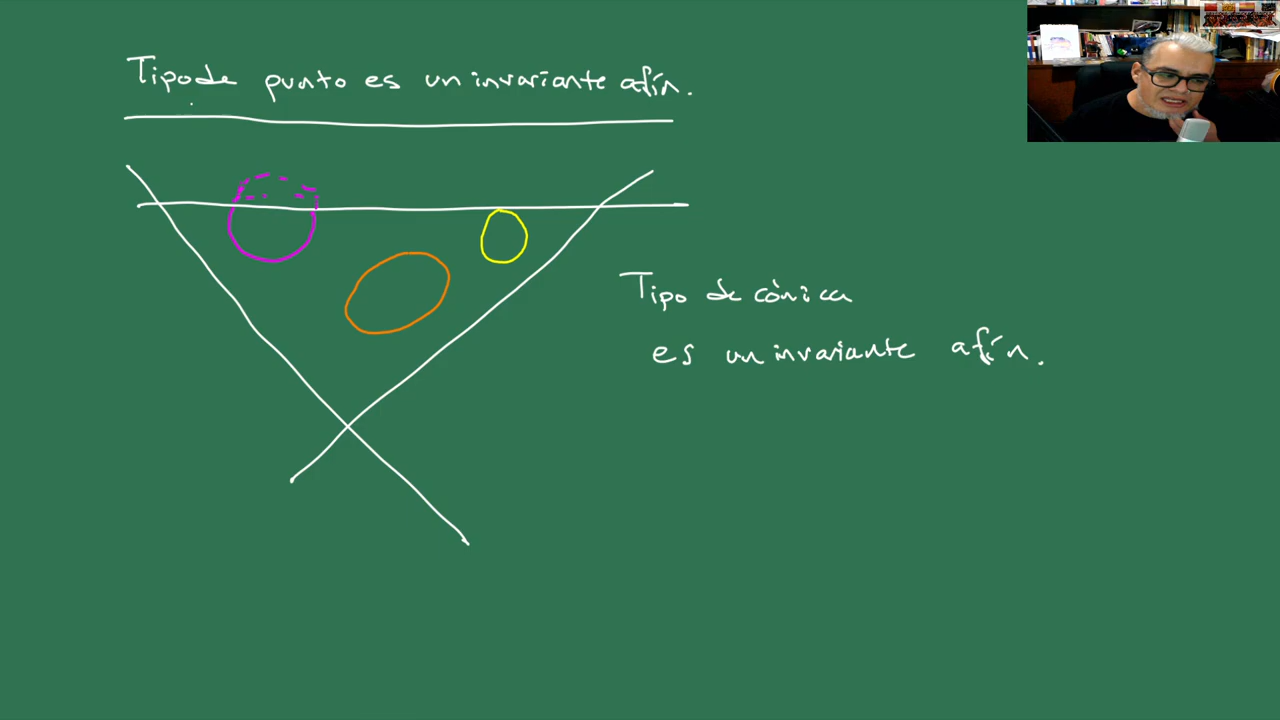 Tipo de punto es un invariante afín.
Tipo de cónica
es un invariante afín.